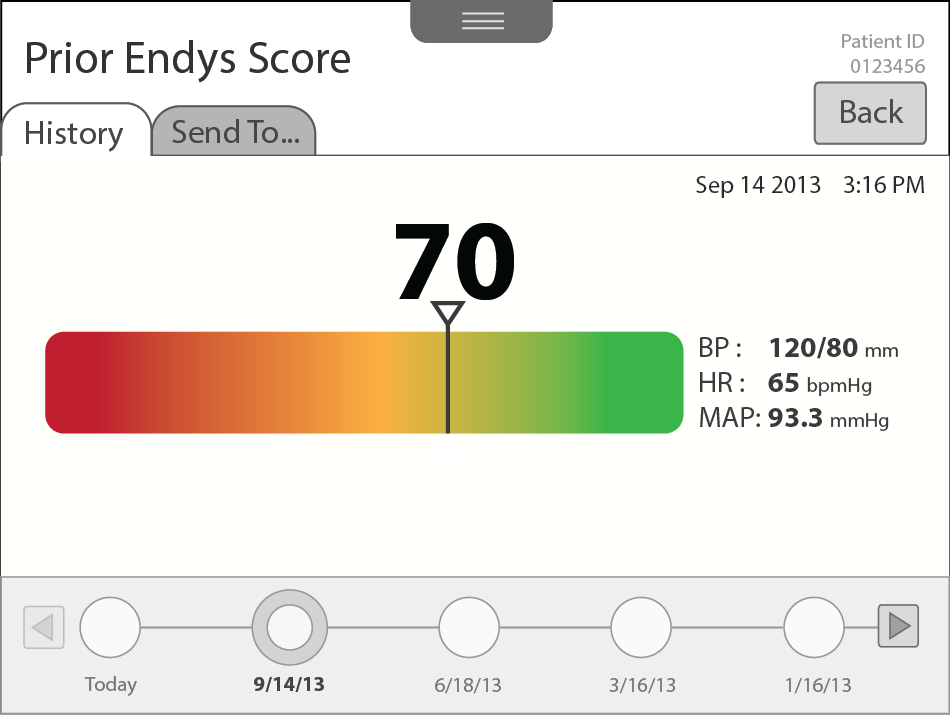 Prior Endys Score
Patient ID
0123456
Back
History
Send To...
Sep 14 2013 3:16 PM
70
BP : 120/80 mm
HR : 65 bpmHg
MAP: 93.3 mmHg
Today
9/14/13
6/18/13
3/16/13
1/16/13